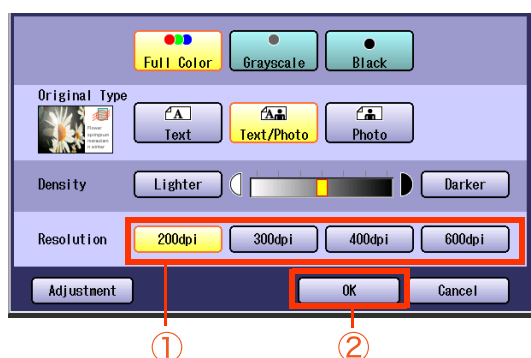 Full Color Grayscale Black
Original Type
A A
Text Text/Photo Photo
Density Lighter Darker
Resolution 200dpi 300dpi 400dpi 600dpi
Adjustment OK Cancel
① ②